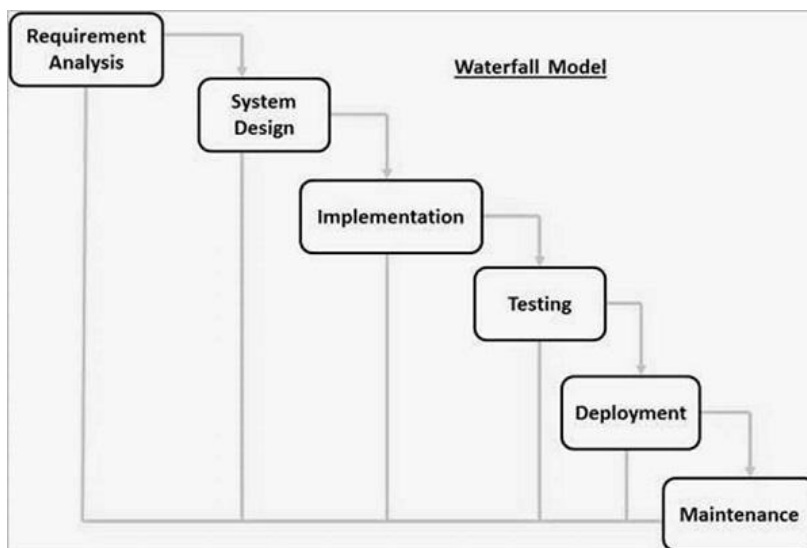 Requirement
Analysis
Waterfall Model
System
Design
Implementation
Testing
Deployment
Maintenance